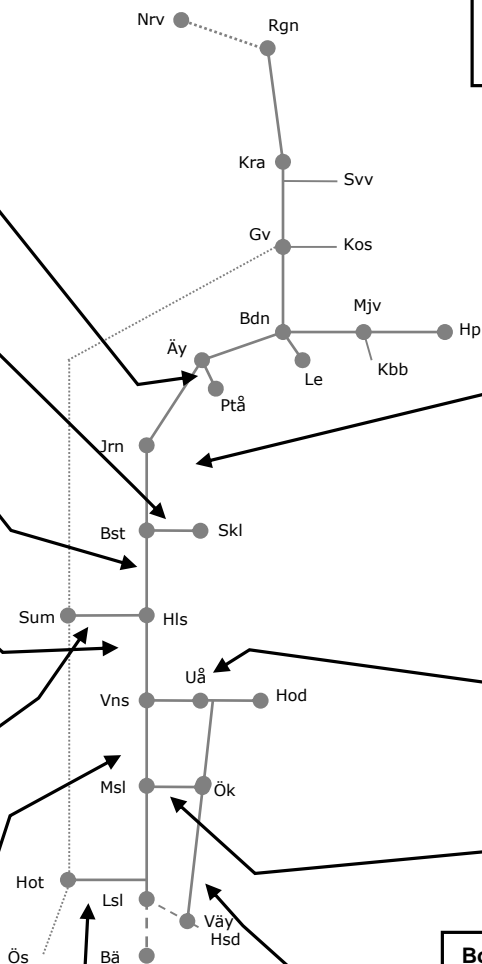 Nrv
Rgn
Kra
Svv
Gv
Kos
Bdn
Mjv
Hp
Äy
Le
Kbb
Ptå
Jrn
Bst
Skl
Sum
Hls
Uå
Vns
Hod
Msl
Ök
Hot
Lsl
Väy
Hsd
Ös
Bä
Bo